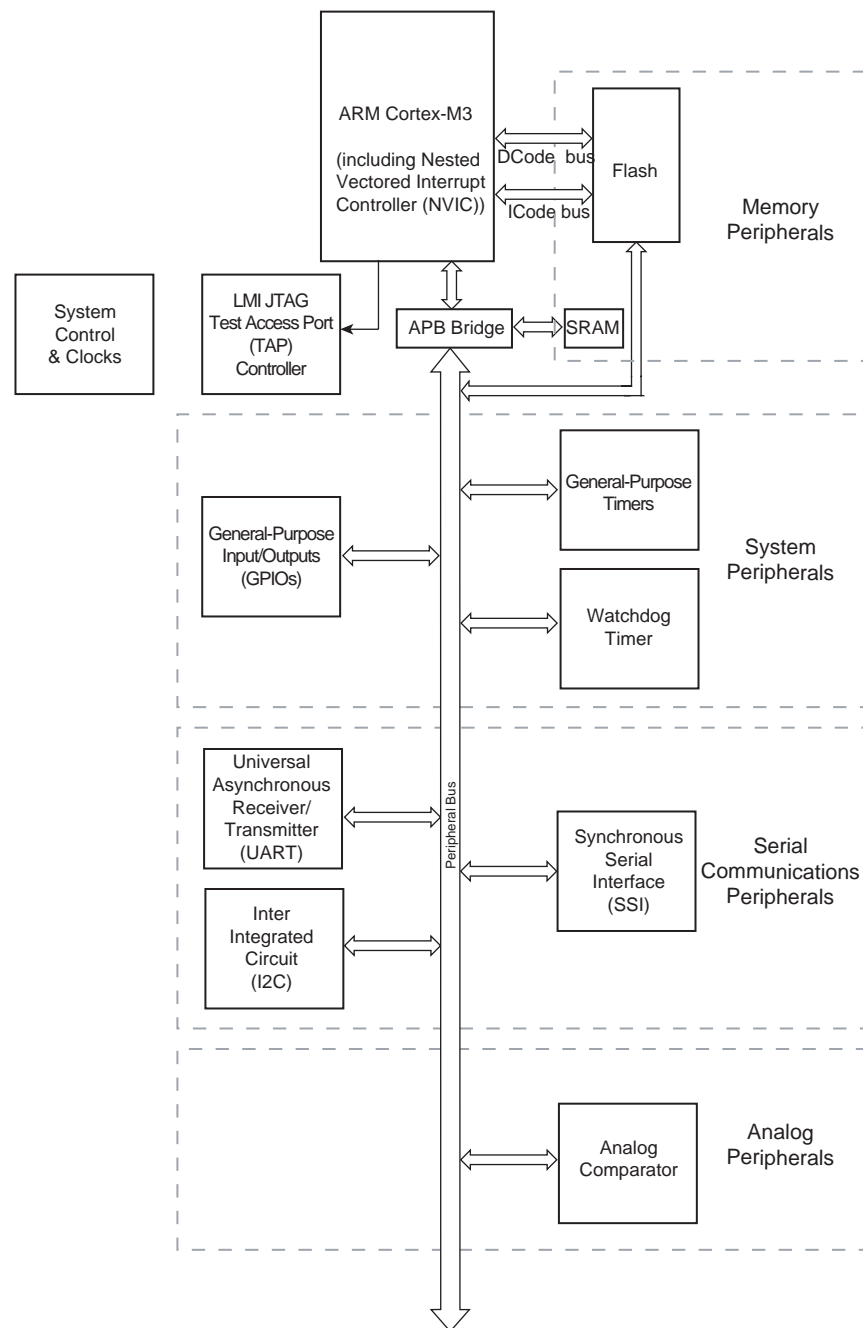 ARM Cortex-M3
(including Nested
Vectored Interrupt
Controller (NVIC))
DCode bus
ICode bus
Flash
Memory
Peripherals
System
Control
& Clocks
LMI JTAG
Test Access Port
(TAP)
Controller
APB Bridge
SRAM
General-Purpose
Input/Outputs
(GPIOs)
General-Purpose
Timers
System
Peripherals
Watchdog
Timer
Universal
Asynchronous
Receiver/
Transmitter
(UART)
Peripheral Bus
Synchronous
Serial
Interface
(SSI)
Serial
Communications
Peripherals
Inter
Integrated
Circuit
(I2C)
Analog
Comparator
Analog
Peripherals